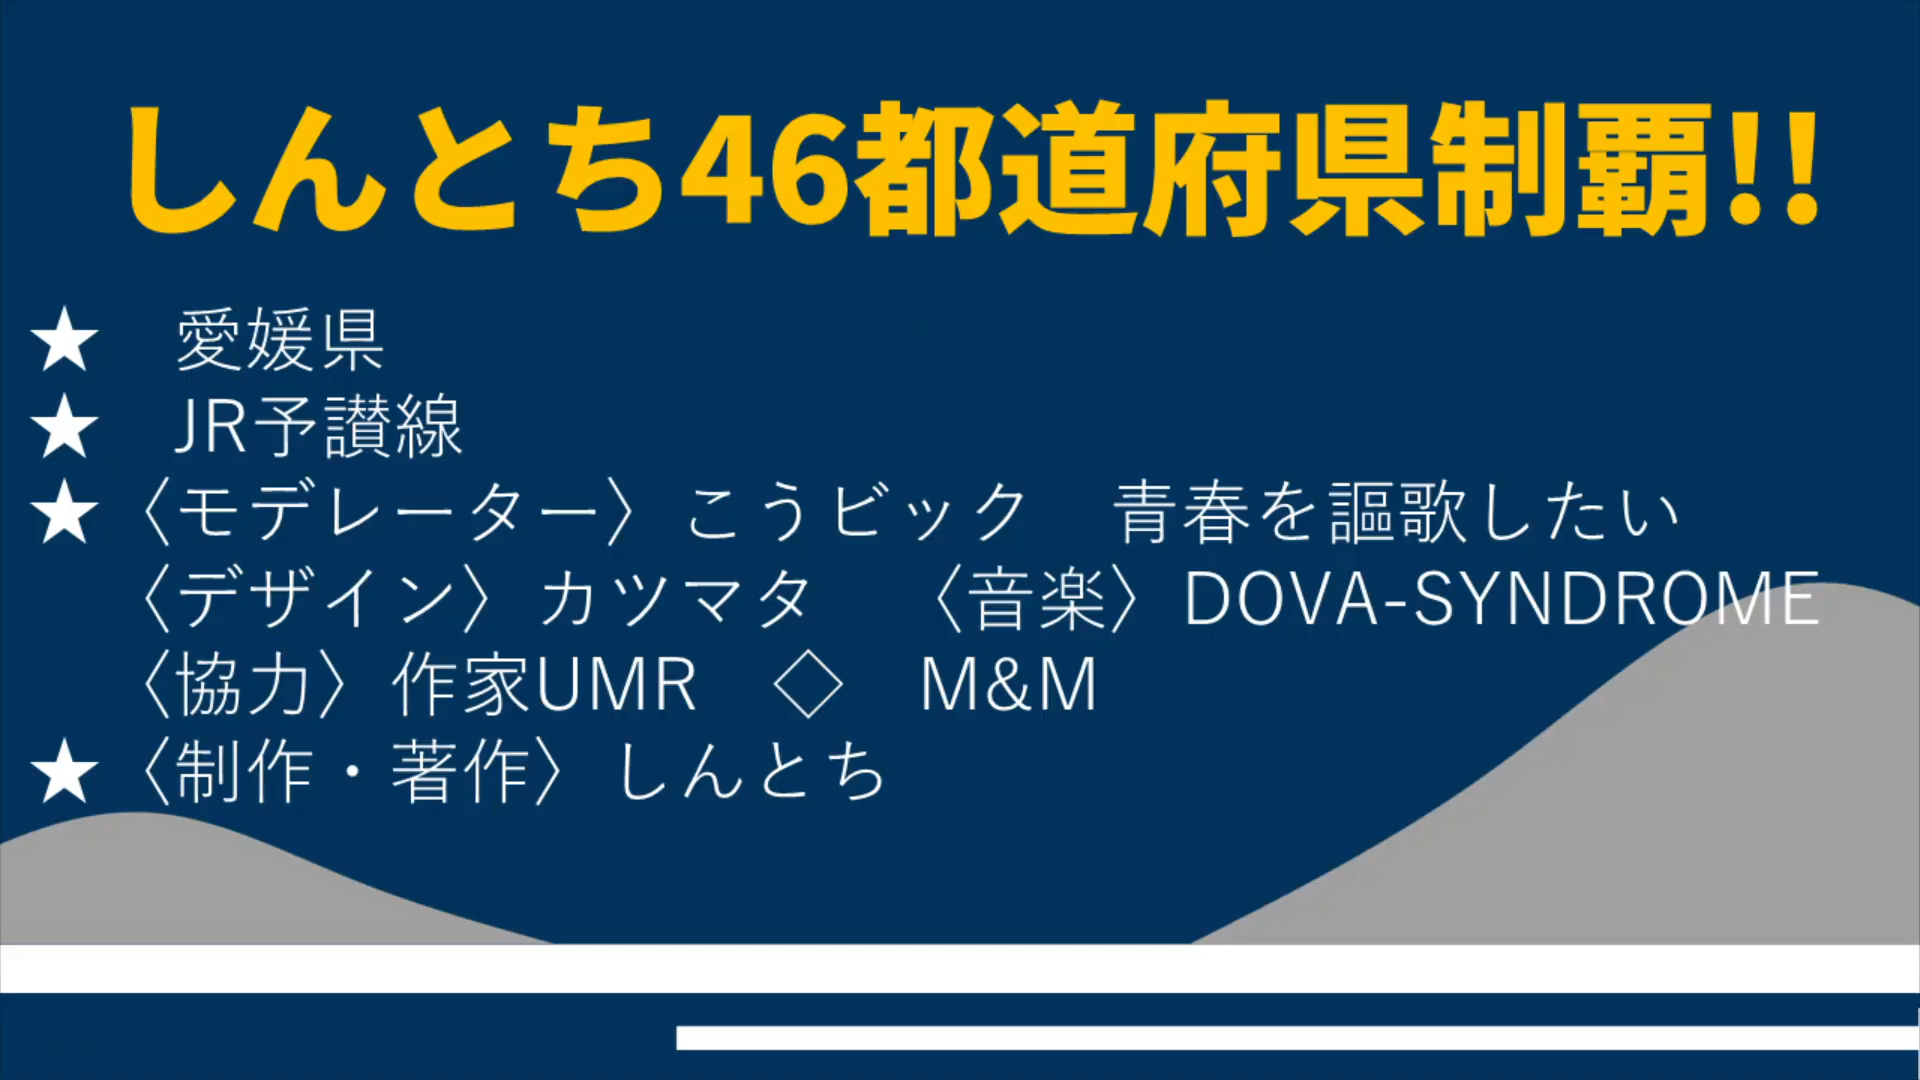 しんとち46都道府県制覇!!
★　愛媛県
★　JR予讃線
★〈モデレーター〉こうビック　青春を謳歌したい
〈デザイン〉カツマタ　〈音楽〉DOVA-SYNDROME
〈協力〉作家UMR　◇　M&M
★〈制作・著作〉しんとち